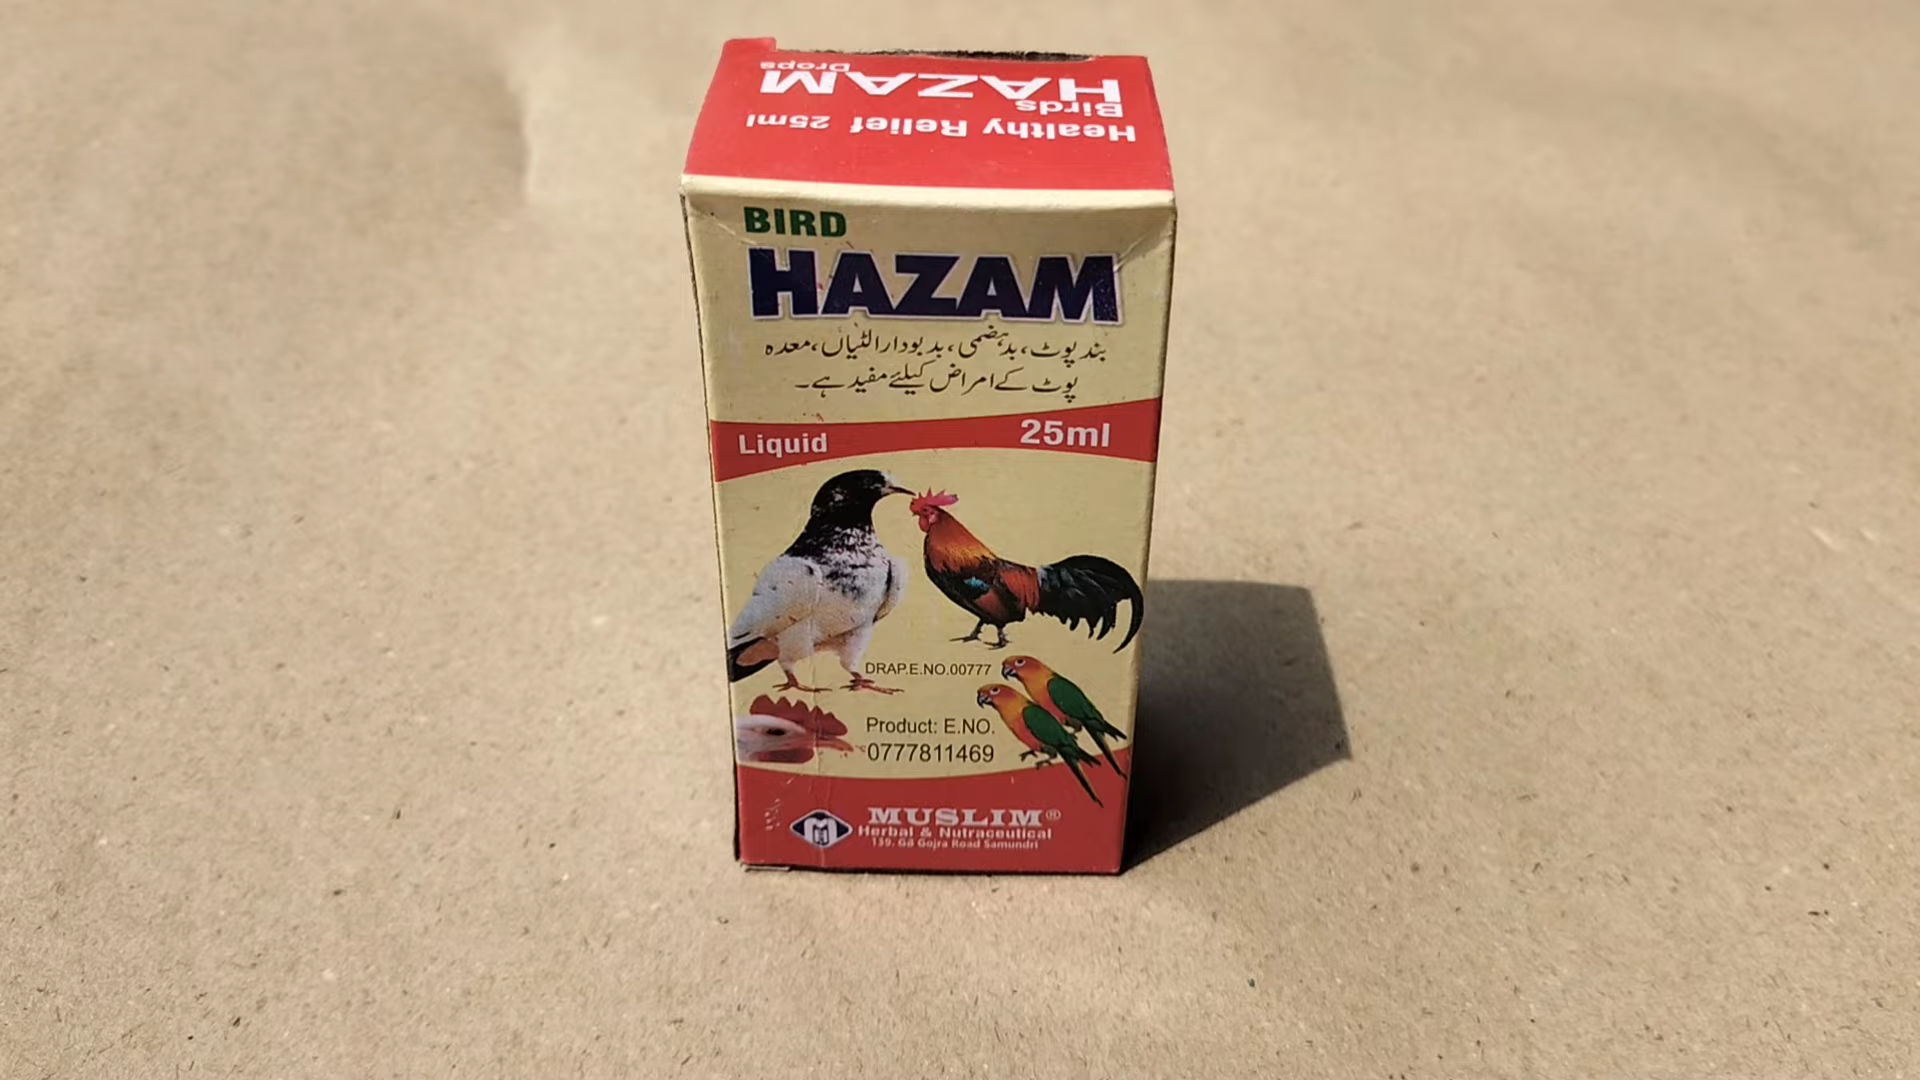 Healthy Relief 25ml
Birds
HAZAM
Drops
BIRD
HAZAM
بند پوٹ، بدہضمی، بدبودار الٹیاں، معدہ
پوٹ کے امراض کیلئے مفید ہے۔
Liquid
25ml
DRAP.E.NO.00777
Product: E.NO.
0777811469
MUSLIM®
Herbal & Nutraceutical
139. GB Gojra Road Samundri